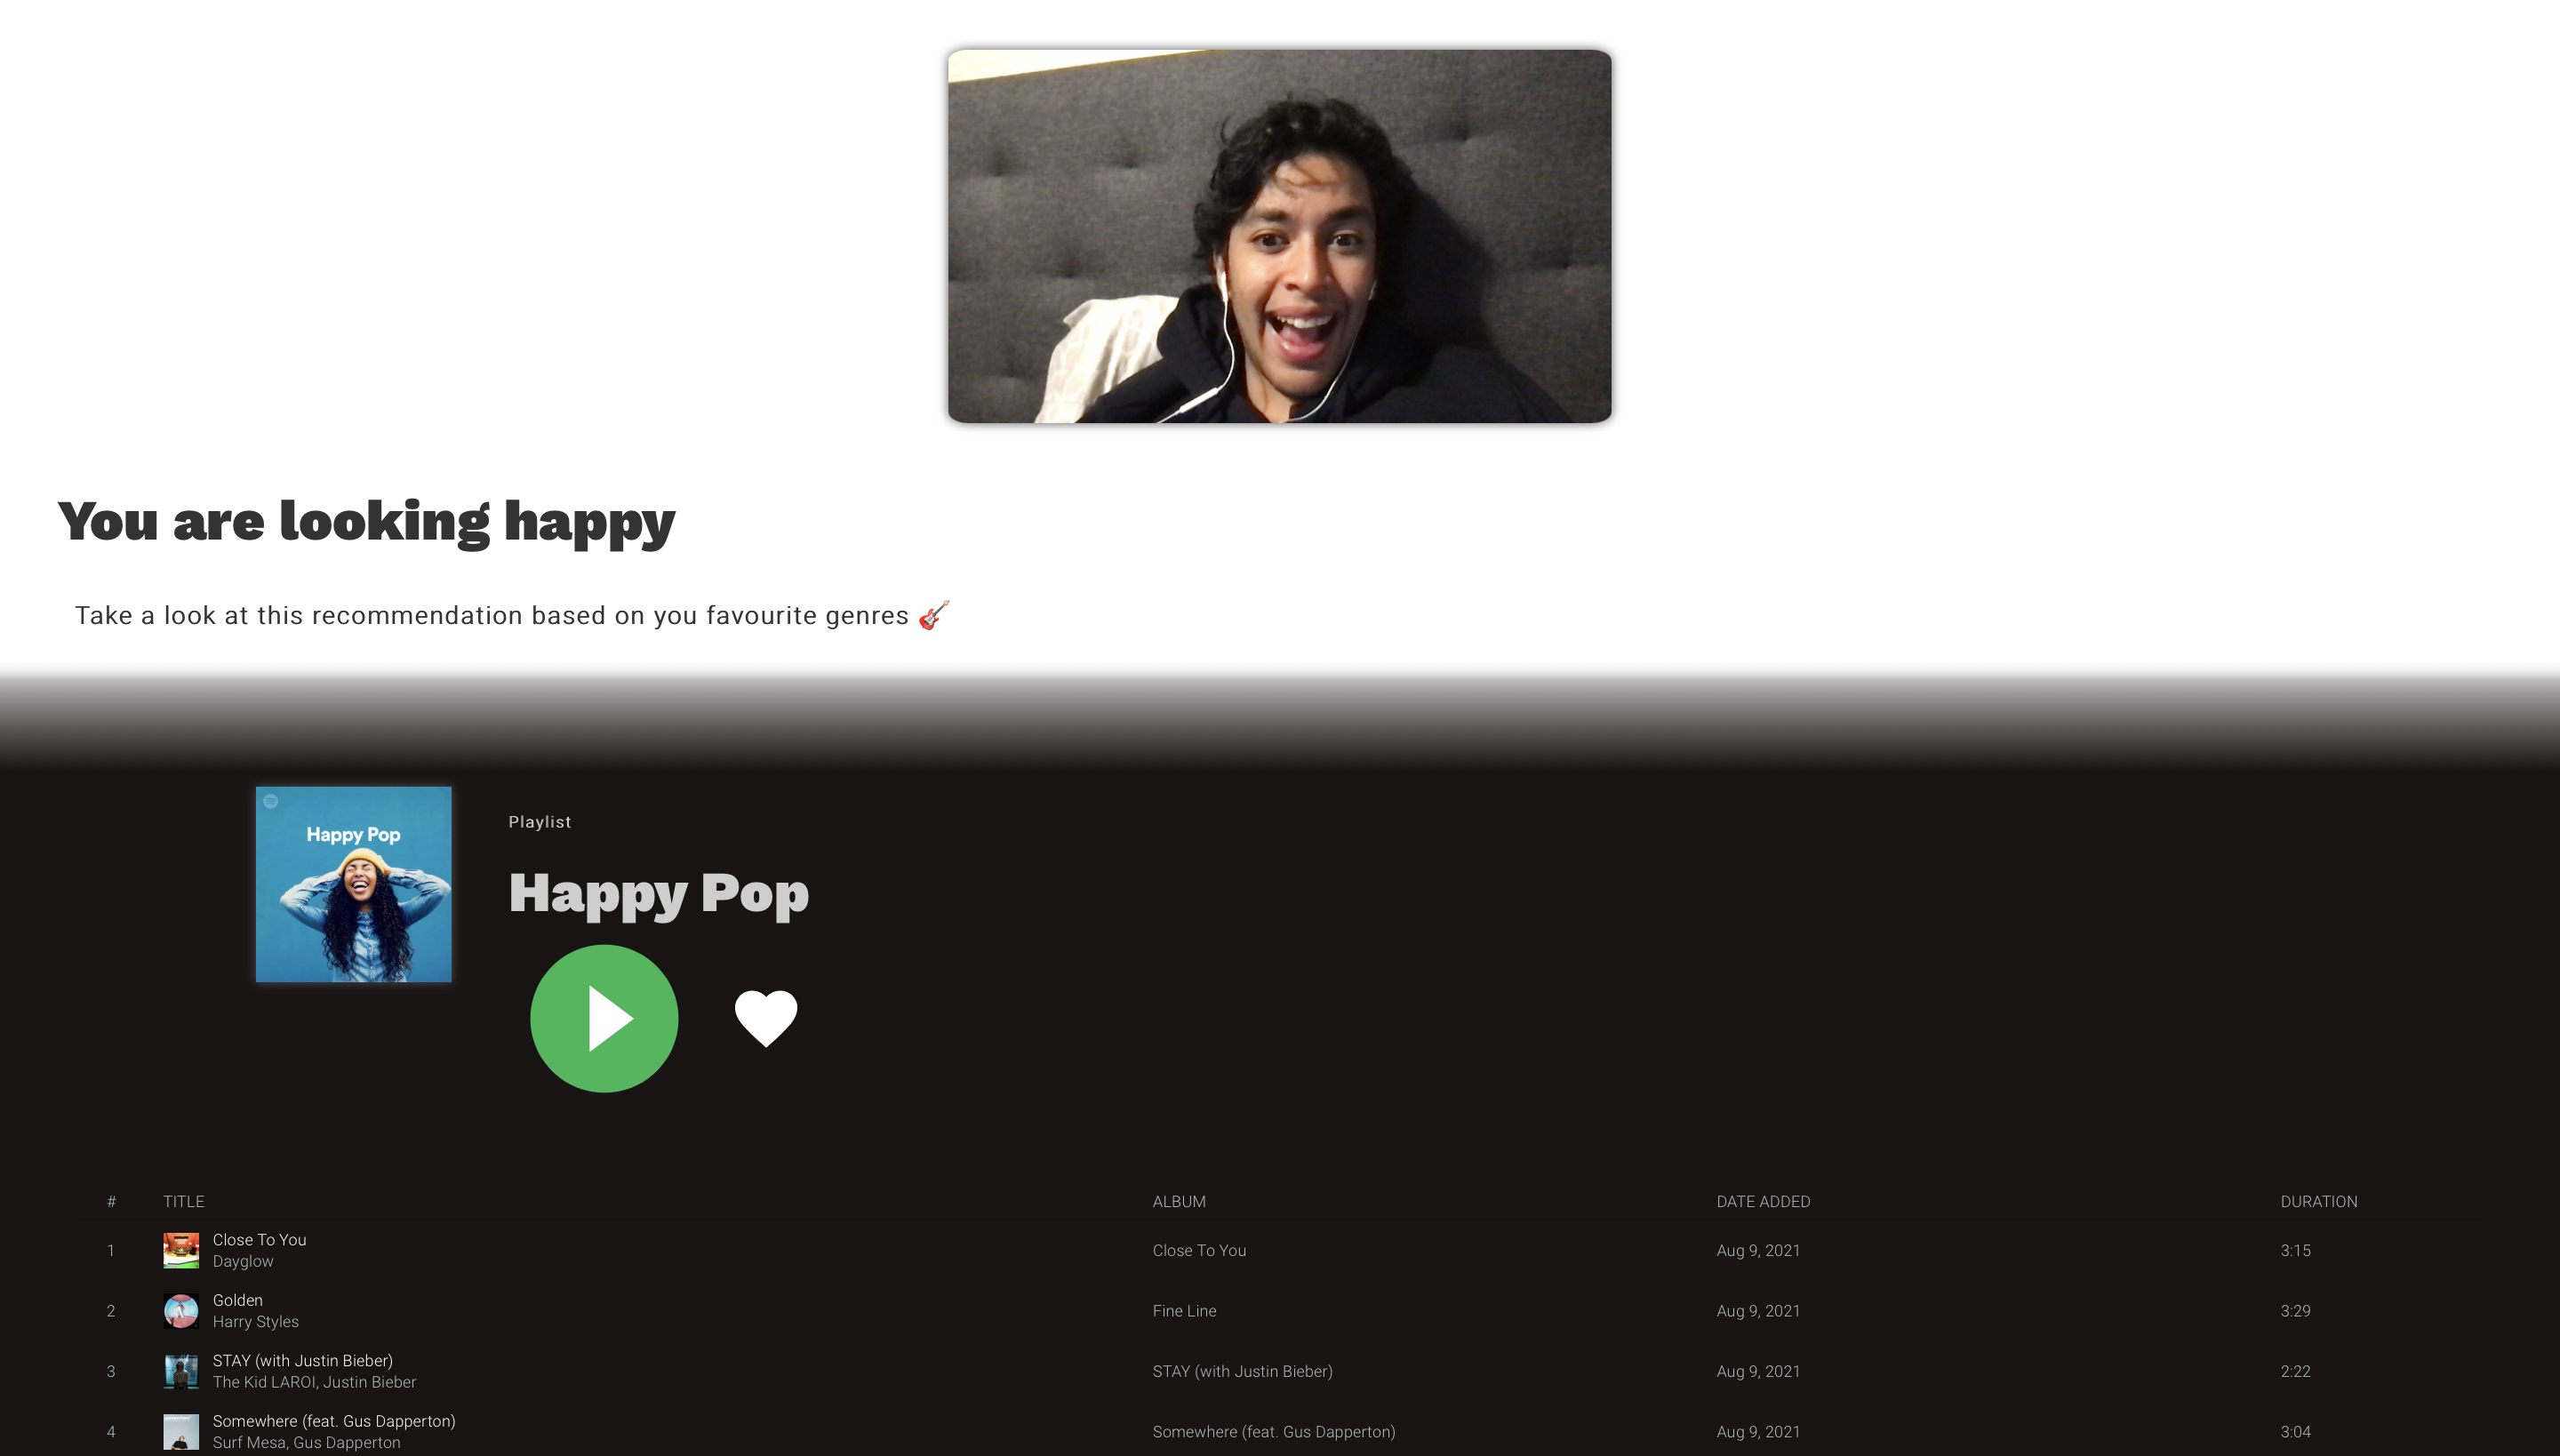 You are looking happy
Take a look at this recommendation based on you favourite genres 🎸
Happy Pop
Playlist
Happy Pop
# TITLE ALBUM DATE ADDED DURATION
1 Close To You Close To You Aug 9, 2021 3:15
Dayglow
2 Golden Fine Line Aug 9, 2021 3:29
Harry Styles
3 STAY (with Justin Bieber) STAY (with Justin Bieber) Aug 9, 2021 2:22
The Kid LAROI, Justin Bieber
4 Somewhere (feat. Gus Dapperton) Somewhere (feat. Gus Dapperton) Aug 9, 2021 3:04
Surf Mesa, Gus Dapperton